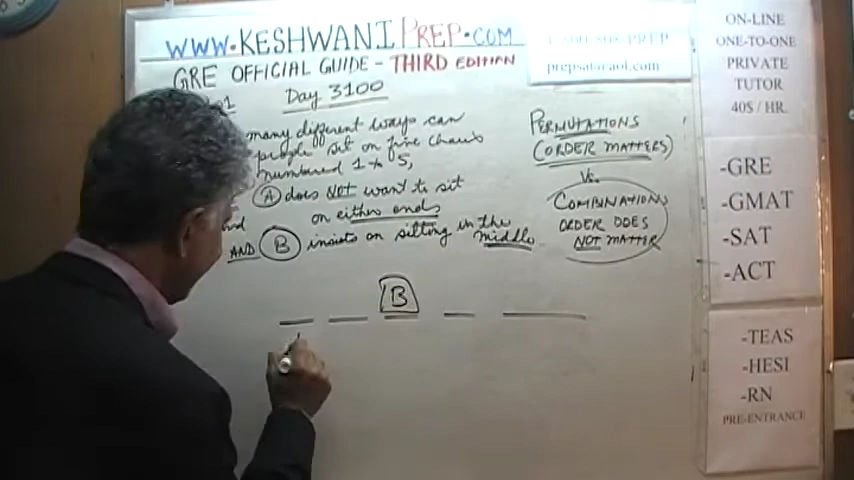 WWW.KESHWANIPREP.COM
GRE OFFICIAL GUIDE - THIRD EDITION
prepsat@aol.com
Day 3100
many different ways can
people sit on five chairs
numbered 1 to 5,
A does NOT want to sit
on either ends
AND B insists on sitting in the middle
PERMUTATIONS
(ORDER MATTERS)
Vs.
COMBINATIONS
ORDER DOES
NOT MATTER
B
ON-LINE
ONE-TO-ONE
PRIVATE
TUTOR
40$ / HR.
-GRE
-GMAT
-SAT
-ACT
-TEAS
-HESI
-RN
PRE-ENTRANCE